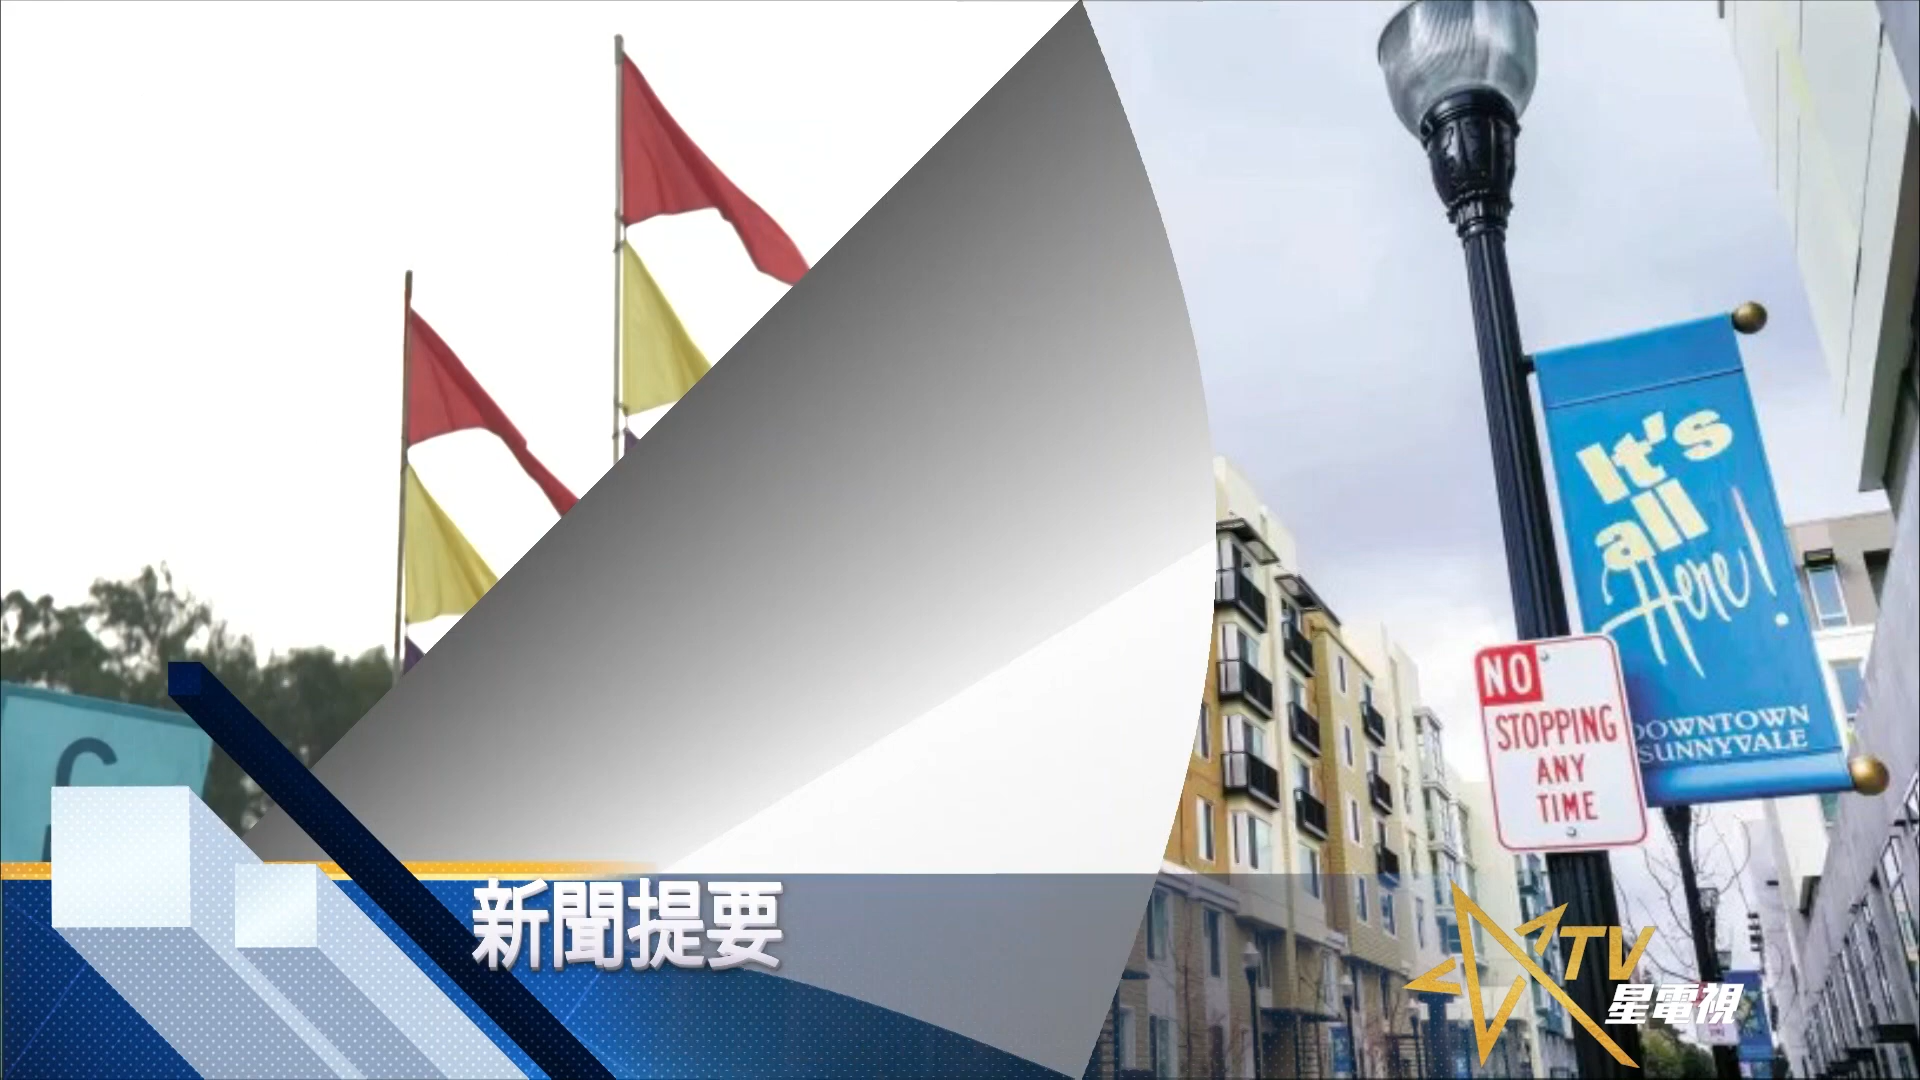 It's
all
Here!
DOWNTOWN
SUNNYVALE
NO
STOPPING
ANY
TIME
C
新聞提要
TV
星電視